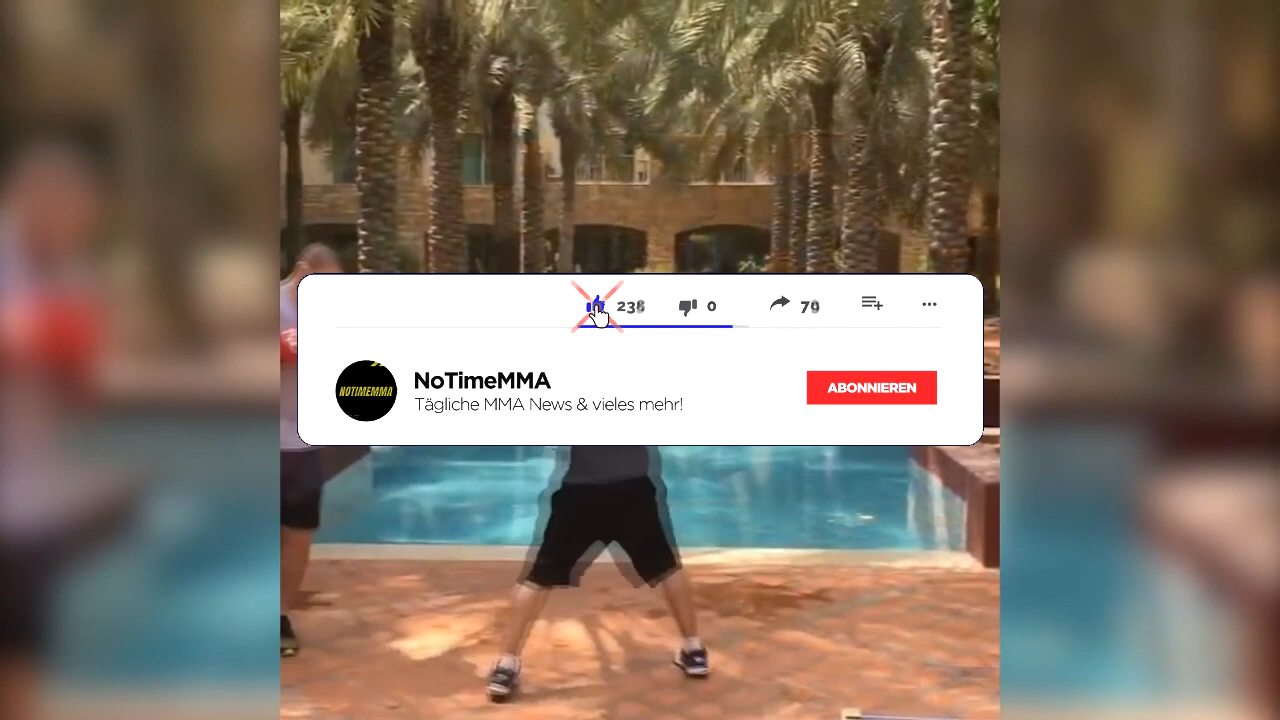 238 0 79
NOTIMEMMA
NoTimeMMA
Tägliche MMA News & vieles mehr!
ABONNIEREN